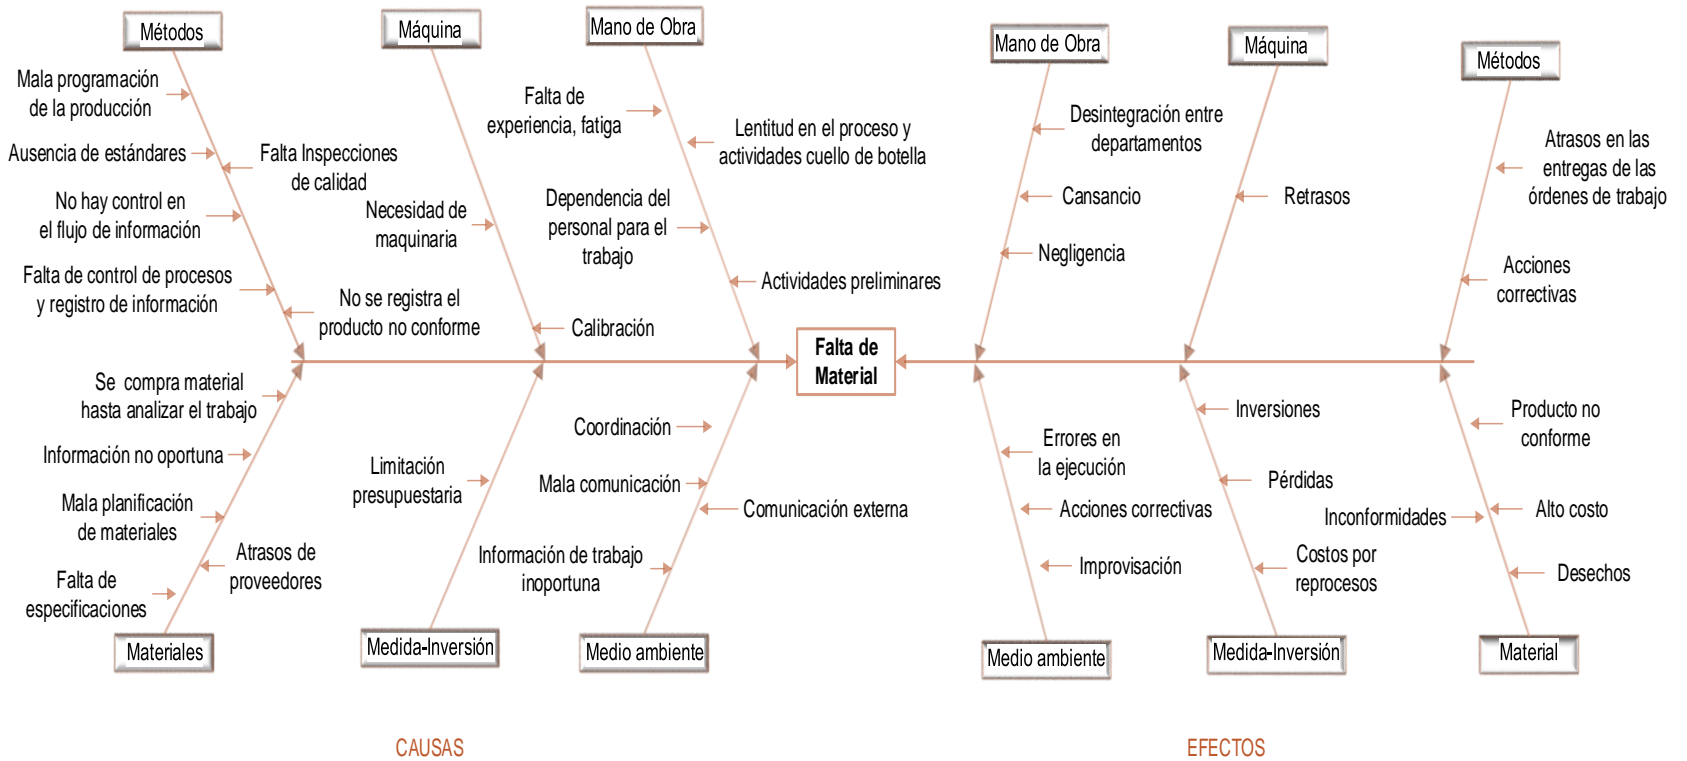 Métodos
Mala programación
de la producción
Ausencia de estándares
Falta Inspecciones
de calidad
No hay control en
el flujo de información
Falta de control de procesos
y registro de información
No se registra el
producto no conforme
Máquina
Necesidad de
maquinaria
Calibración
Mano de Obra
Falta de
experiencia, fatiga
Lentitud en el proceso y
actividades cuello de botella
Dependencia del
personal para el
trabajo
Actividades preliminares
Falta de
Material
Mano de Obra
Desintegración entre
departamentos
Cansancio
Negligencia
Máquina
Retrasos
Métodos
Atrasos en las
entregas de las
órdenes de trabajo
Acciones
correctivas
Se compra material
hasta analizar el trabajo
Información no oportuna
Mala planificación
de materiales
Atrasos de
proveedores
Falta de
especificaciones
Materiales
Limitación
presupuestaria
Medida-Inversión
Coordinación
Mala comunicación
Comunicación externa
Información de trabajo
inoportuna
Medio ambiente
Errores en
la ejecución
Acciones correctivas
Improvisación
Medio ambiente
Inversiones
Pérdidas
Costos por
reprocesos
Medida-Inversión
Producto no
conforme
Inconformidades
Alto costo
Desechos
Material
CAUSAS
EFECTOS